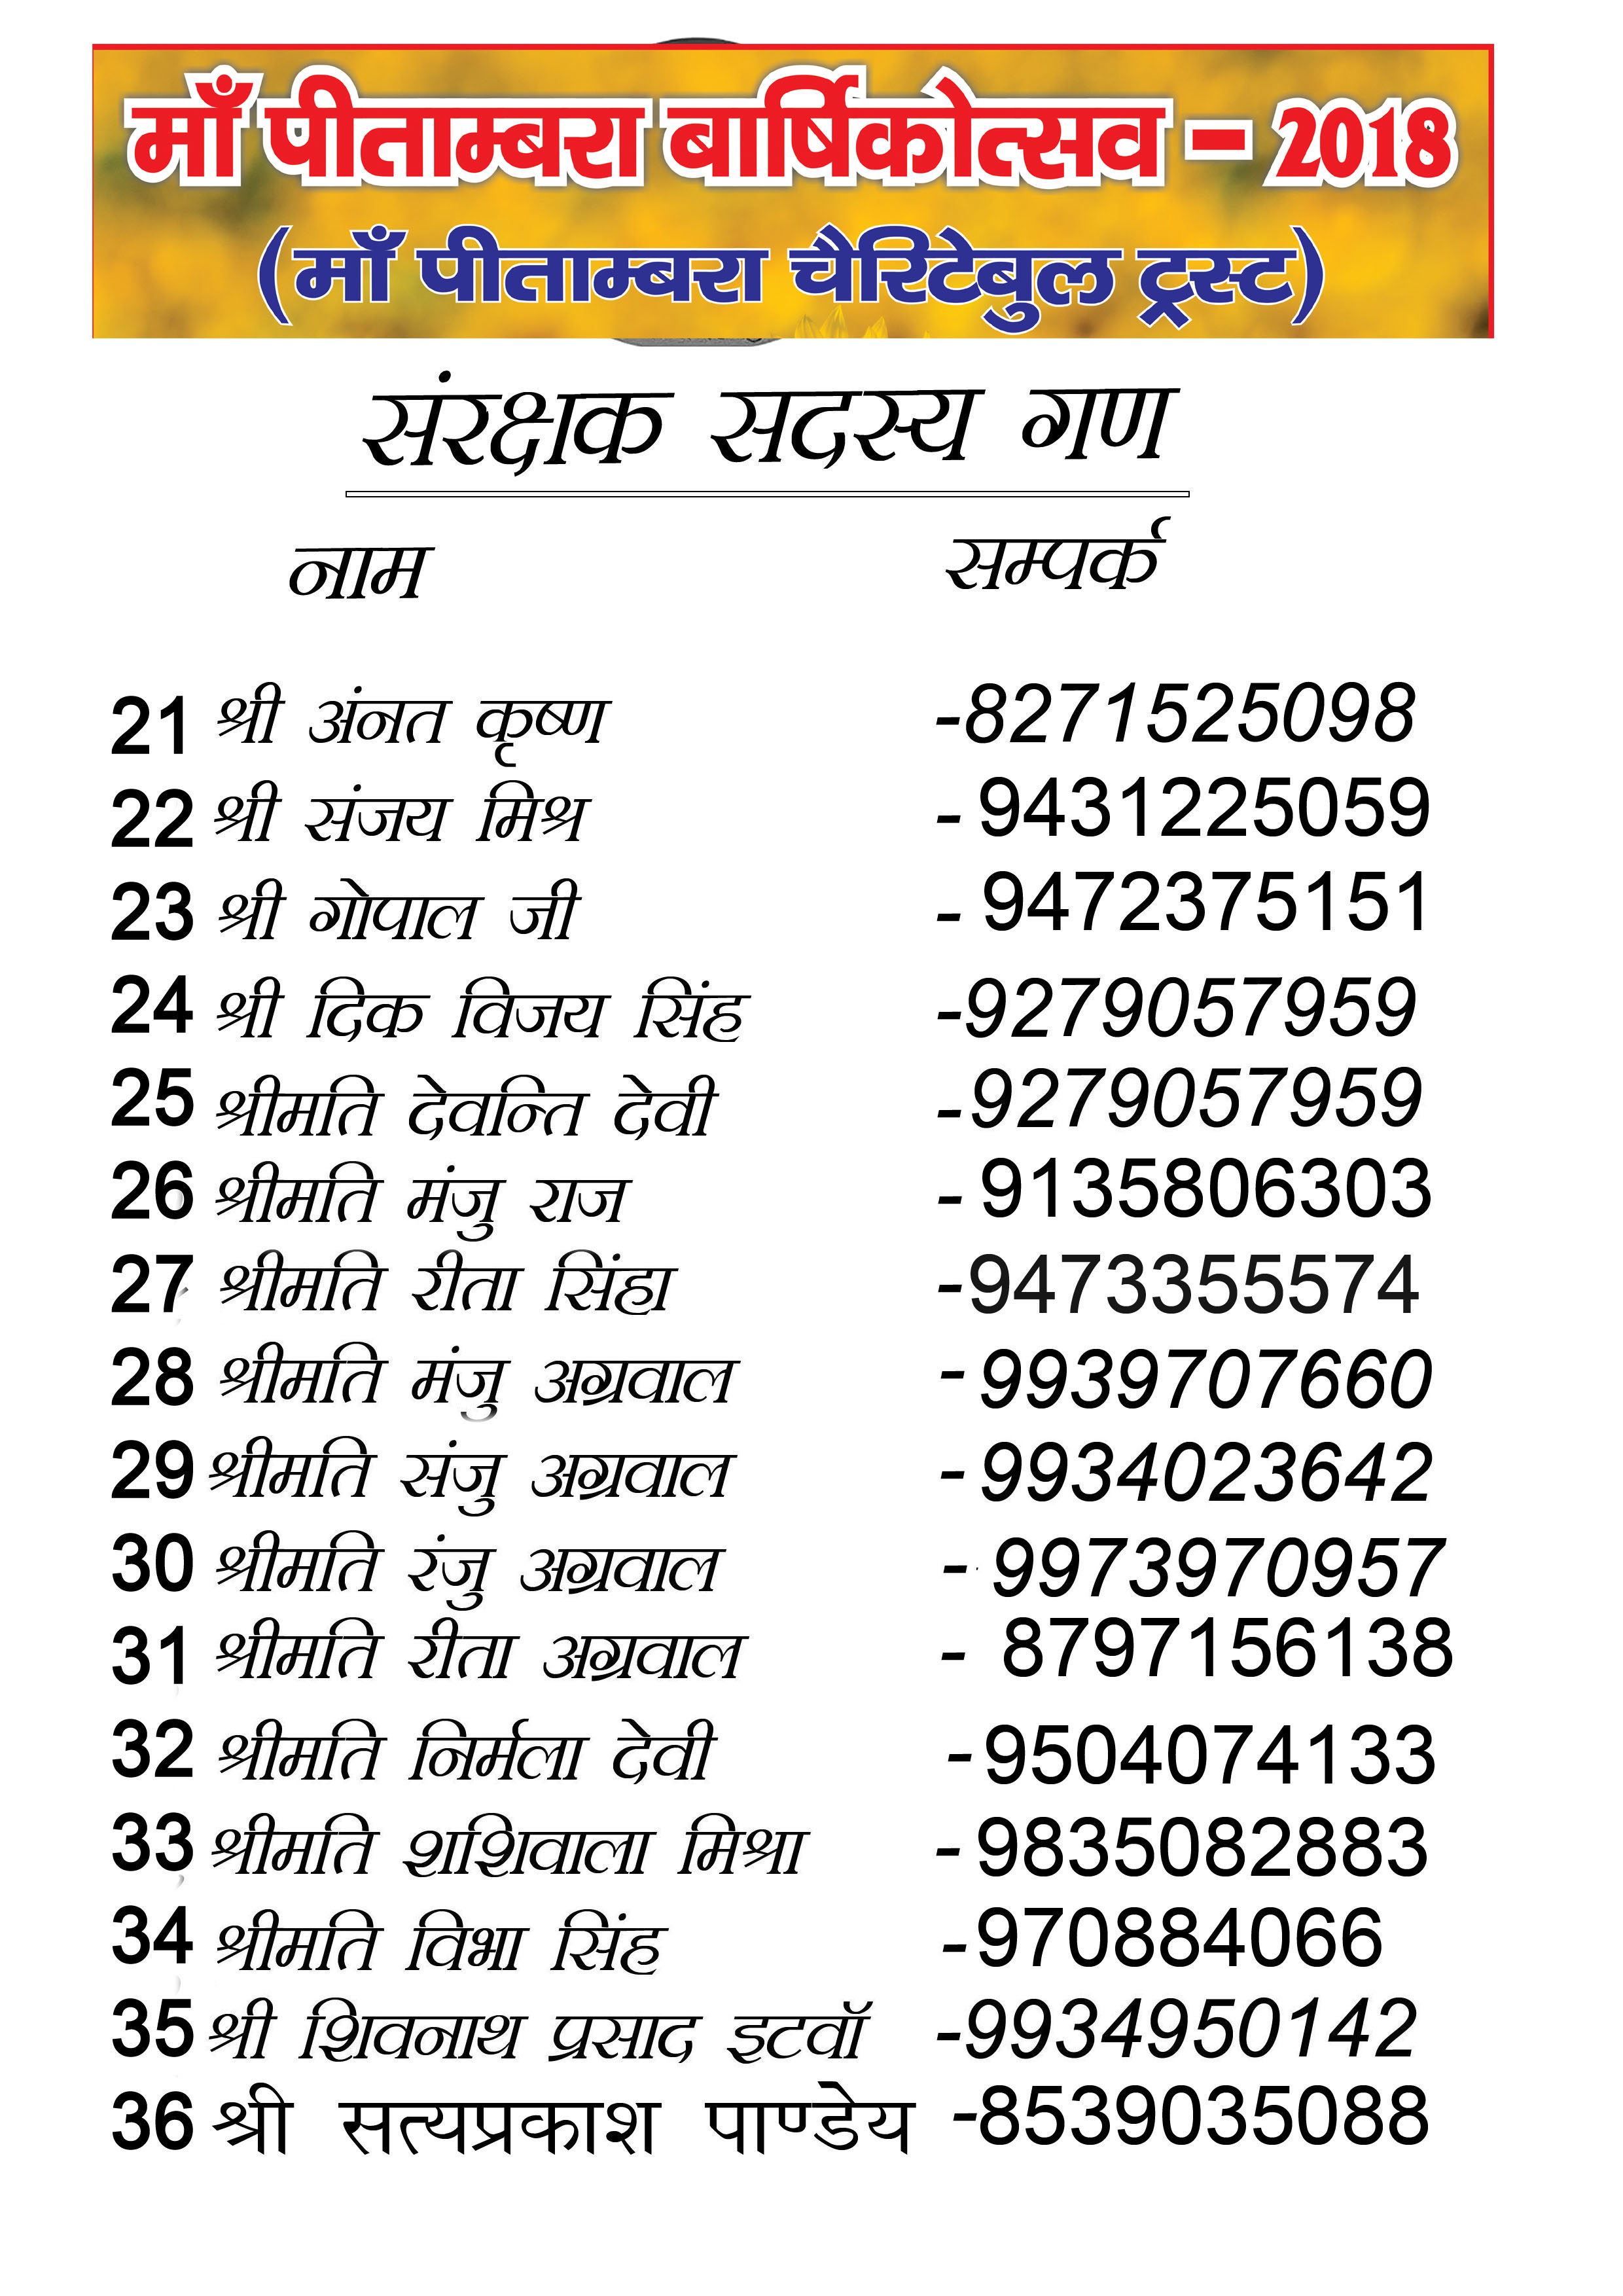 माँ पीताम्बरा बार्षिकोत्सव - 2018
(माँ पीताम्बरा चैरिटेबुल ट्रस्ट)
संरक्षक सदस्य गण
नाम सम्पर्क
21 श्री अंनत कृष्ण -8271525098
22 श्री संजय मिश्र - 9431225059
23 श्री गोपाल जी - 9472375151
24 श्री दिक विजय सिंह -9279057959
25 श्रीमति देवन्ति देवी -9279057959
26 श्रीमति मंजु राज - 9135806303
27 श्रीमति रीता सिंहा -9473355574
28 श्रीमति मंजु अग्रवाल - 9939707660
29 श्रीमति संजु अग्रवाल - 9934023642
30 श्रीमति रंजु अग्रवाल - 9973970957
31 श्रीमति रीता अग्रवाल - 8797156138
32 श्रीमति निर्मला देवी - 9504074133
33 श्रीमति शशिवाला मिश्रा - 9835082883
34 श्रीमति विभा सिंह -970884066
35 श्री शिवनाथ प्रसाद इटवॉ -9934950142
36 श्री सत्यप्रकाश पाण्डेय -8539035088